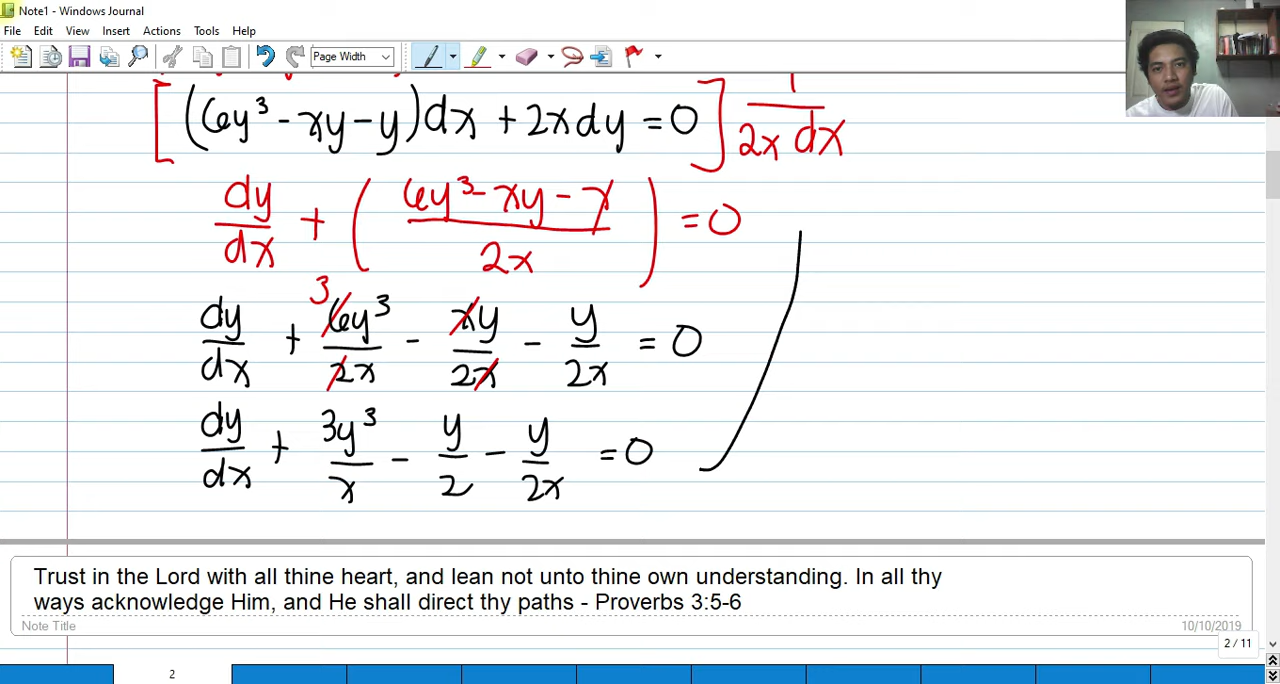 Note1 - Windows Journal
File Edit View Insert Actions Tools Help
Page Width
[(6y³ - xy - y)dx + 2xdy = 0] 1/(2x dx)
dy/dx + ((6y³ - xy - y)/2x) = 0
3
dy/dx + 6y³/2x - xy/2x - y/2x = 0
dy/dx + 3y³/x - y/2 - y/2x = 0
Trust in the Lord with all thine heart, and lean not unto thine own understanding. In all thy
ways acknowledge Him, and He shall direct thy paths - Proverbs 3:5-6
Note Title 10/10/2019
2 / 11
2